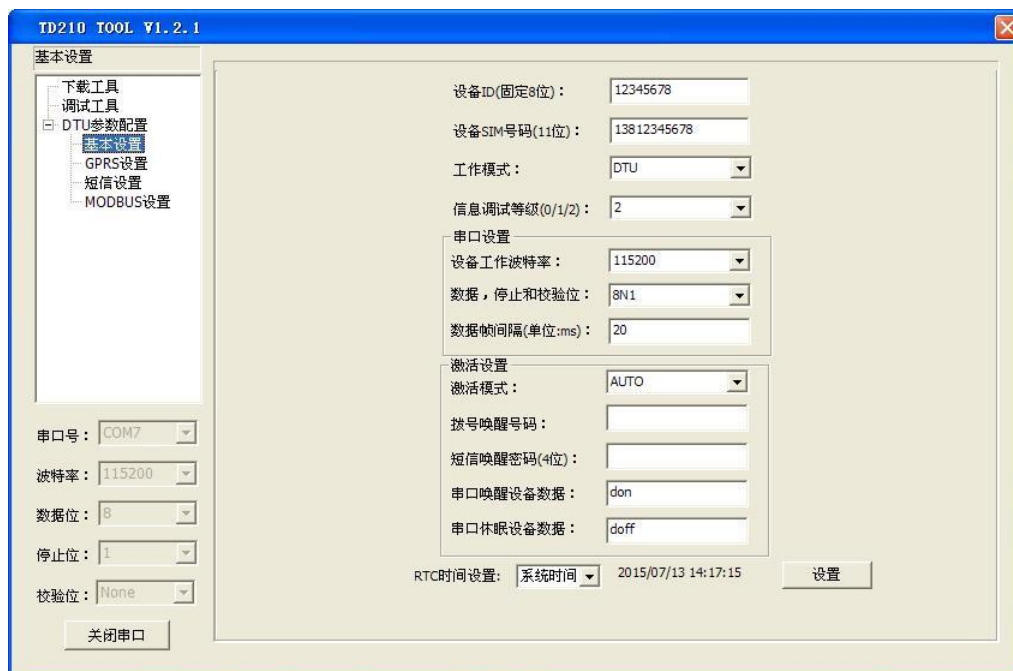 TD210 TOOL V1.2.1
基本设置
下载工具
调试工具
DTU参数配置
基本设置
GPRS设置
短信设置
MODBUS设置
串口号： COM7
波特率： 115200
数据位： 8
停止位： 1
校验位： None
关闭串口
设备ID(固定8位)： 12345678
设备SIM号码(11位)： 13812345678
工作模式： DTU
信息调试等级(0/1/2)： 2
串口设置
设备工作波特率： 115200
数据，停止和校验位： 8N1
数据帧间隔(单位:ms)： 20
激活设置
激活模式： AUTO
拨号唤醒号码：
短信唤醒密码(4位)：
串口唤醒设备数据： don
串口休眠设备数据： doff
RTC时间设置: 系统时间 2015/07/13 14:17:15 设置